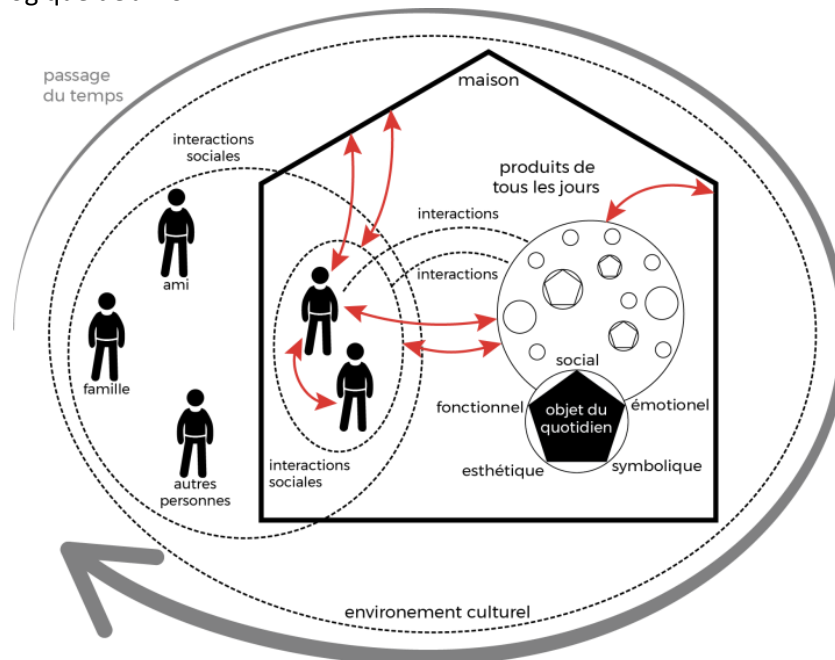 passage
du temps
maison
interactions
sociales
produits de
tous les jours
interactions
interactions
ami
famille
autres
personnes
interactions
sociales
social
fonctionnel
émotionel
objet du
quotidien
esthétique
symbolique
environement culturel